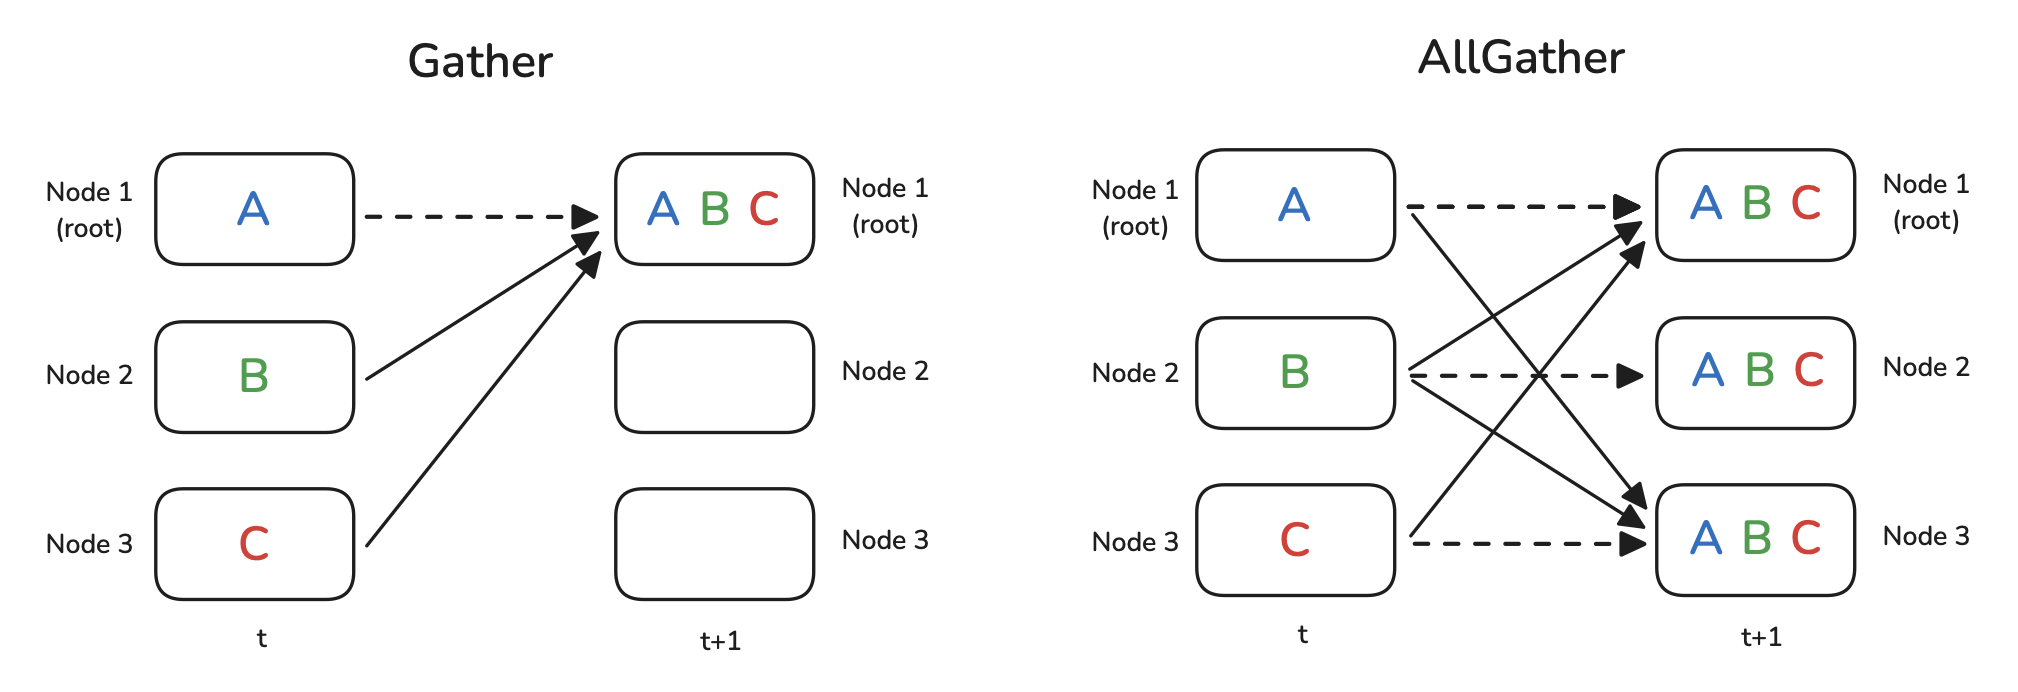 Gather
Node 1
(root)
A
A B C
Node 1
(root)
Node 2
B
Node 2
Node 3
C
Node 3
t
t+1
AllGather
Node 1
(root)
A
A B C
Node 1
(root)
Node 2
B
A B C
Node 2
Node 3
C
A B C
Node 3
t
t+1